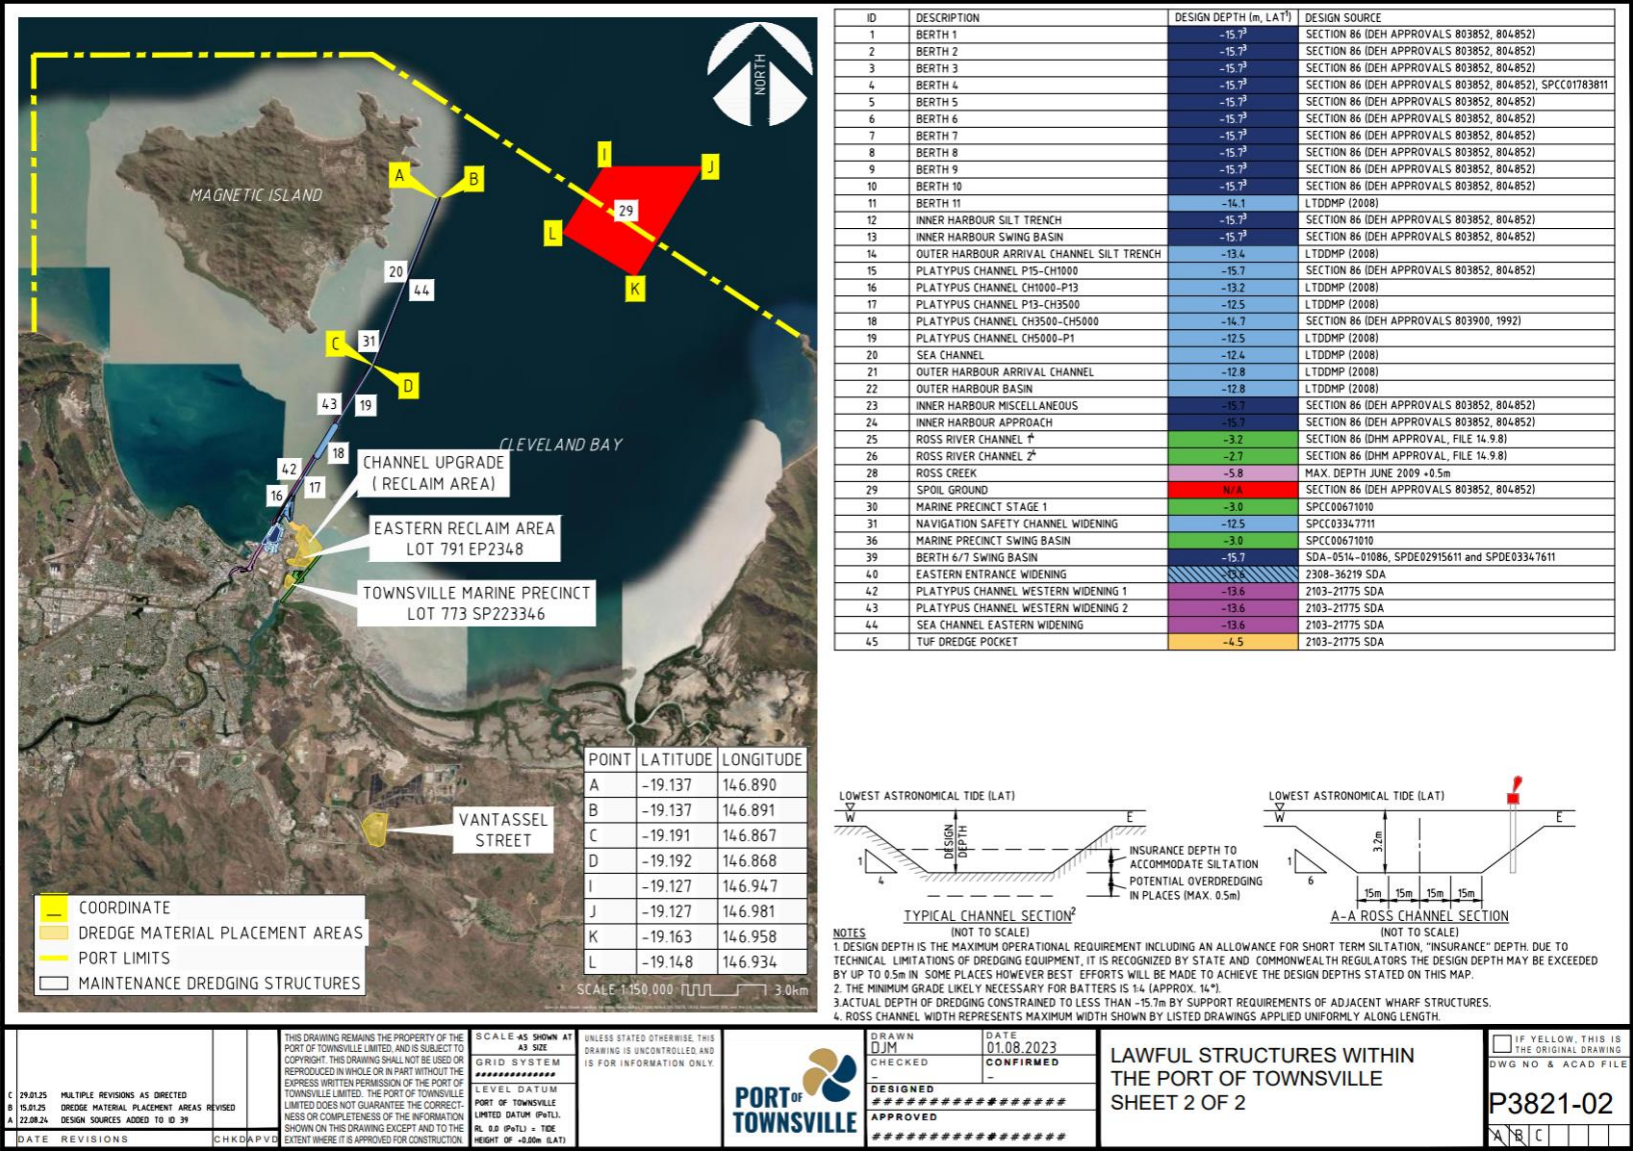 NORTH
MAGNETIC ISLAND
A
B
I
J
29
L
K
20
44
31
C
D
43
19
CLEVELAND BAY
18
42
17
16
CHANNEL UPGRADE
( RECLAIM AREA)
EASTERN RECLAIM AREA
LOT 791 EP2348
TOWNSVILLE MARINE PRECINCT
LOT 773 SP223346
VANTASSEL
STREET
POINT LATITUDE LONGITUDE
A -19.137 146.890
B -19.137 146.891
C -19.191 146.867
D -19.192 146.868
I -19.127 146.947
J -19.127 146.981
K -19.163 146.958
L -19.148 146.934
SCALE 1:150,000 3.0km
COORDINATE
DREDGE MATERIAL PLACEMENT AREAS
PORT LIMITS
MAINTENANCE DREDGING STRUCTURES
ID DESCRIPTION DESIGN DEPTH (m, LAT¹) DESIGN SOURCE
1 BERTH 1 -15.7³ SECTION 86 (DEH APPROVALS 803852, 804852)
2 BERTH 2 -15.7³ SECTION 86 (DEH APPROVALS 803852, 804852)
3 BERTH 3 -15.7³ SECTION 86 (DEH APPROVALS 803852, 804852)
4 BERTH 4 -15.7³ SECTION 86 (DEH APPROVALS 803852, 804852), SPCC01783811
5 BERTH 5 -15.7³ SECTION 86 (DEH APPROVALS 803852, 804852)
6 BERTH 6 -15.7³ SECTION 86 (DEH APPROVALS 803852, 804852)
7 BERTH 7 -15.7³ SECTION 86 (DEH APPROVALS 803852, 804852)
8 BERTH 8 -15.7³ SECTION 86 (DEH APPROVALS 803852, 804852)
9 BERTH 9 -15.7³ SECTION 86 (DEH APPROVALS 803852, 804852)
10 BERTH 10 -15.7³ SECTION 86 (DEH APPROVALS 803852, 804852)
11 BERTH 11 -14.1 LTDDMP (2008)
12 INNER HARBOUR SILT TRENCH -15.7³ SECTION 86 (DEH APPROVALS 803852, 804852)
13 INNER HARBOUR SWING BASIN -15.7³ SECTION 86 (DEH APPROVALS 803852, 804852)
14 OUTER HARBOUR ARRIVAL CHANNEL SILT TRENCH -13.4 LTDDMP (2008)
15 PLATYPUS CHANNEL P15-CH1000 -15.7 SECTION 86 (DEH APPROVALS 803852, 804852)
16 PLATYPUS CHANNEL CH1000-P13 -13.2 LTDDMP (2008)
17 PLATYPUS CHANNEL P13-CH3500 -12.5 LTDDMP (2008)
18 PLATYPUS CHANNEL CH3500-CH5000 -14.7 SECTION 86 (DEH APPROVALS 803900, 1992)
19 PLATYPUS CHANNEL CH5000-P1 -12.5 LTDDMP (2008)
20 SEA CHANNEL -12.4 LTDDMP (2008)
21 OUTER HARBOUR ARRIVAL CHANNEL -12.8 LTDDMP (2008)
22 OUTER HARBOUR BASIN -12.8 LTDDMP (2008)
23 INNER HARBOUR MISCELLANEOUS -15.7 SECTION 86 (DEH APPROVALS 803852, 804852)
24 INNER HARBOUR APPROACH -15.7 SECTION 86 (DEH APPROVALS 803852, 804852)
25 ROSS RIVER CHANNEL 1⁴ -3.2 SECTION 86 (DHM APPROVAL, FILE 14.9.8)
26 ROSS RIVER CHANNEL 2⁴ -2.7 SECTION 86 (DHM APPROVAL, FILE 14.9.8)
28 ROSS CREEK -5.8 MAX. DEPTH JUNE 2009 +0.5m
29 SPOIL GROUND N/A SECTION 86 (DEH APPROVALS 803852, 804852)
30 MARINE PRECINCT STAGE 1 -3.0 SPCC00671010
31 NAVIGATION SAFETY CHANNEL WIDENING -12.5 SPCC03347711
36 MARINE PRECINCT SWING BASIN -3.0 SPCC00671010
39 BERTH 6/7 SWING BASIN -15.7 SDA-0514-01086, SPDE02915611 and SPDE03347611
40 EASTERN ENTRANCE WIDENING -13.6 2308-36219 SDA
42 PLATYPUS CHANNEL WESTERN WIDENING 1 -13.6 2103-21775 SDA
43 PLATYPUS CHANNEL WESTERN WIDENING 2 -13.6 2103-21775 SDA
44 SEA CHANNEL EASTERN WIDENING -13.6 2103-21775 SDA
45 TUF DREDGE POCKET -4.5 2103-21775 SDA
LOWEST ASTRONOMICAL TIDE (LAT)
W
E
DESIGN
DEPTH
1
4
INSURANCE DEPTH TO
ACCOMMODATE SILTATION
POTENTIAL OVERDREDGING
IN PLACES (MAX. 0.5m)
TYPICAL CHANNEL SECTION²
(NOT TO SCALE)
LOWEST ASTRONOMICAL TIDE (LAT)
W
E
3.2m
1
6
15m 15m 15m 15m
A-A ROSS CHANNEL SECTION
(NOT TO SCALE)
NOTES
1. DESIGN DEPTH IS THE MAXIMUM OPERATIONAL REQUIREMENT INCLUDING AN ALLOWANCE FOR SHORT TERM SILTATION, "INSURANCE" DEPTH. DUE TO
TECHNICAL LIMITATIONS OF DREDGING EQUIPMENT, IT IS RECOGNIZED BY STATE AND COMMONWEALTH REGULATORS THE DESIGN DEPTH MAY BE EXCEEDED
BY UP TO 0.5m IN SOME PLACES HOWEVER BEST EFFORTS WILL BE MADE TO ACHIEVE THE DESIGN DEPTHS STATED ON THIS MAP.
2. THE MINIMUM GRADE LIKELY NECESSARY FOR BATTERS IS 1:4 (APPROX. 14°).
3.ACTUAL DEPTH OF DREDGING CONSTRAINED TO LESS THAN -15.7m BY SUPPORT REQUIREMENTS OF ADJACENT WHARF STRUCTURES.
4. ROSS CHANNEL WIDTH REPRESENTS MAXIMUM WIDTH SHOWN BY LISTED DRAWINGS APPLIED UNIFORMLY ALONG LENGTH.
C 29.01.25 MULTIPLE REVISIONS AS DIRECTED
B 15.01.25 DREDGE MATERIAL PLACEMENT AREAS REVISED
A 22.08.24 DESIGN SOURCES ADDED TO ID 39
DATE REVISIONS CHKD APVD
THIS DRAWING REMAINS THE PROPERTY OF THE
PORT OF TOWNSVILLE LIMITED, AND IS SUBJECT TO
COPYRIGHT. THIS DRAWING SHALL NOT BE USED OR
REPRODUCED IN WHOLE OR IN PART WITHOUT THE
EXPRESS WRITTEN PERMISSION OF THE PORT OF
TOWNSVILLE LIMITED. THE PORT OF TOWNSVILLE
LIMITED DOES NOT GUARANTEE THE CORRECT-
NESS OR COMPLETENESS OF THE INFORMATION
SHOWN ON THIS DRAWING EXCEPT AND TO THE
EXTENT WHERE IT IS APPROVED FOR CONSTRUCTION.
SCALE AS SHOWN AT
A3 SIZE
GRID SYSTEM
##############
LEVEL DATUM
PORT OF TOWNSVILLE
LIMITED DATUM (PoTL).
RL 0.0 (PoTL) = TIDE
HEIGHT OF +0.00m (LAT)
UNLESS STATED OTHERWISE, THIS
DRAWING IS UNCONTROLLED, AND
IS FOR INFORMATION ONLY.
PORT OF
TOWNSVILLE
DRAWN
DJM
DATE
01.08.2023
CHECKED
-
CONFIRMED
-
DESIGNED
####################
APPROVED
####################
LAWFUL STRUCTURES WITHIN
THE PORT OF TOWNSVILLE
SHEET 2 OF 2
IF YELLOW, THIS IS
THE ORIGINAL DRAWING
DWG NO & ACAD FILE
P3821-02
A B C